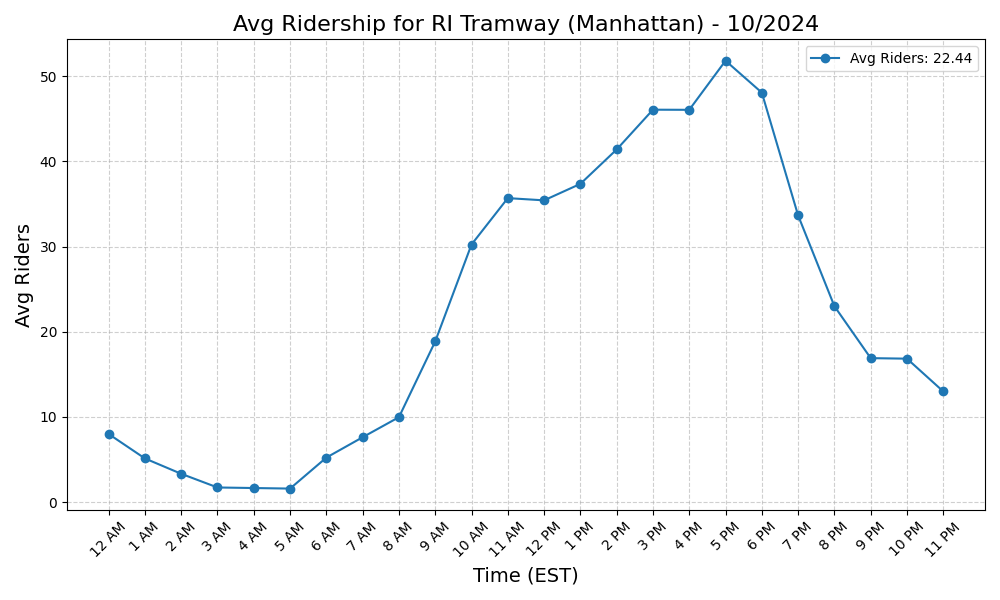 Avg Ridership for RI Tramway (Manhattan) - 10/2024
Avg Riders: 22.44
Avg Riders
50
40
30
20
10
0
12 AM
1 AM
2 AM
3 AM
4 AM
5 AM
6 AM
7 AM
8 AM
9 AM
10 AM
11 AM
12 PM
1 PM
2 PM
3 PM
4 PM
5 PM
6 PM
7 PM
8 PM
9 PM
10 PM
11 PM
Time (EST)